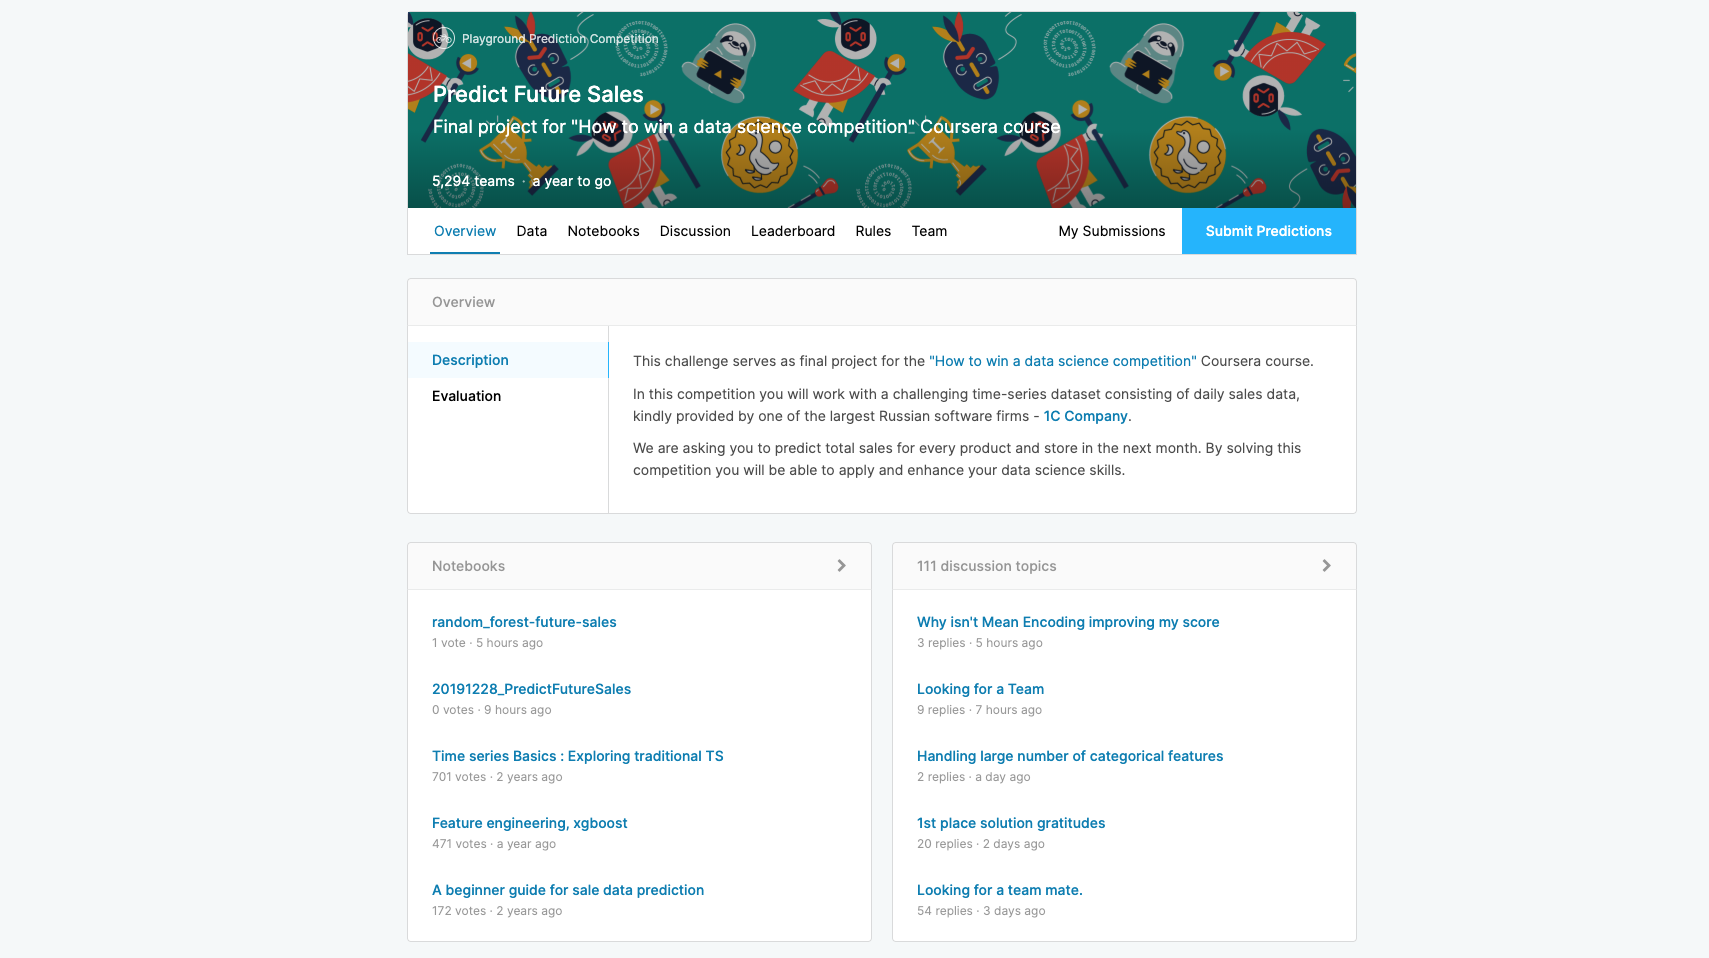 Playground Prediction Competition
Predict Future Sales
Final project for "How to win a data science competition" Coursera course
5,294 teams · a year to go
Overview Data Notebooks Discussion Leaderboard Rules Team My Submissions Submit Predictions
Overview
Description
Evaluation
This challenge serves as final project for the "How to win a data science competition" Coursera course.
In this competition you will work with a challenging time-series dataset consisting of daily sales data,
kindly provided by one of the largest Russian software firms - 1C Company.
We are asking you to predict total sales for every product and store in the next month. By solving this
competition you will be able to apply and enhance your data science skills.
Notebooks
random_forest-future-sales
1 vote · 5 hours ago
20191228_PredictFutureSales
0 votes · 9 hours ago
Time series Basics : Exploring traditional TS
701 votes · 2 years ago
Feature engineering, xgboost
471 votes · a year ago
A beginner guide for sale data prediction
172 votes · 2 years ago
111 discussion topics
Why isn't Mean Encoding improving my score
3 replies · 5 hours ago
Looking for a Team
9 replies · 7 hours ago
Handling large number of categorical features
2 replies · a day ago
1st place solution gratitudes
20 replies · 2 days ago
Looking for a team mate.
54 replies · 3 days ago